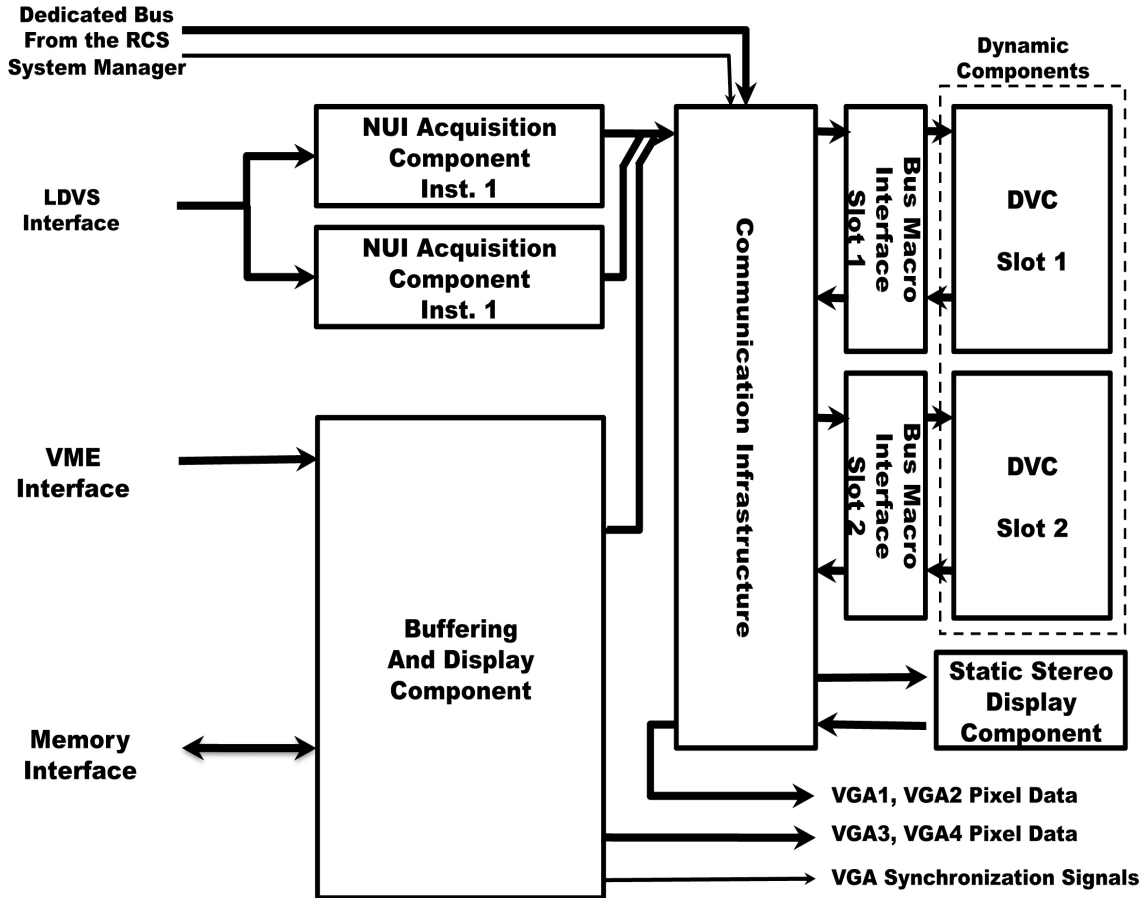 Dedicated Bus
From the RCS
System Manager
Dynamic
Components
NUI Acquisition
Component
Inst. 1
LDVS
Interface
NUI Acquisition
Component
Inst. 1
Communication Infrastructure
Bus Macro
Interface
Slot 1
DVC
Slot 1
Bus Macro
Interface
Slot 2
DVC
Slot 2
VME
Interface
Buffering
And Display
Component
Memory
Interface
Static Stereo
Display
Component
VGA1, VGA2 Pixel Data
VGA3, VGA4 Pixel Data
VGA Synchronization Signals